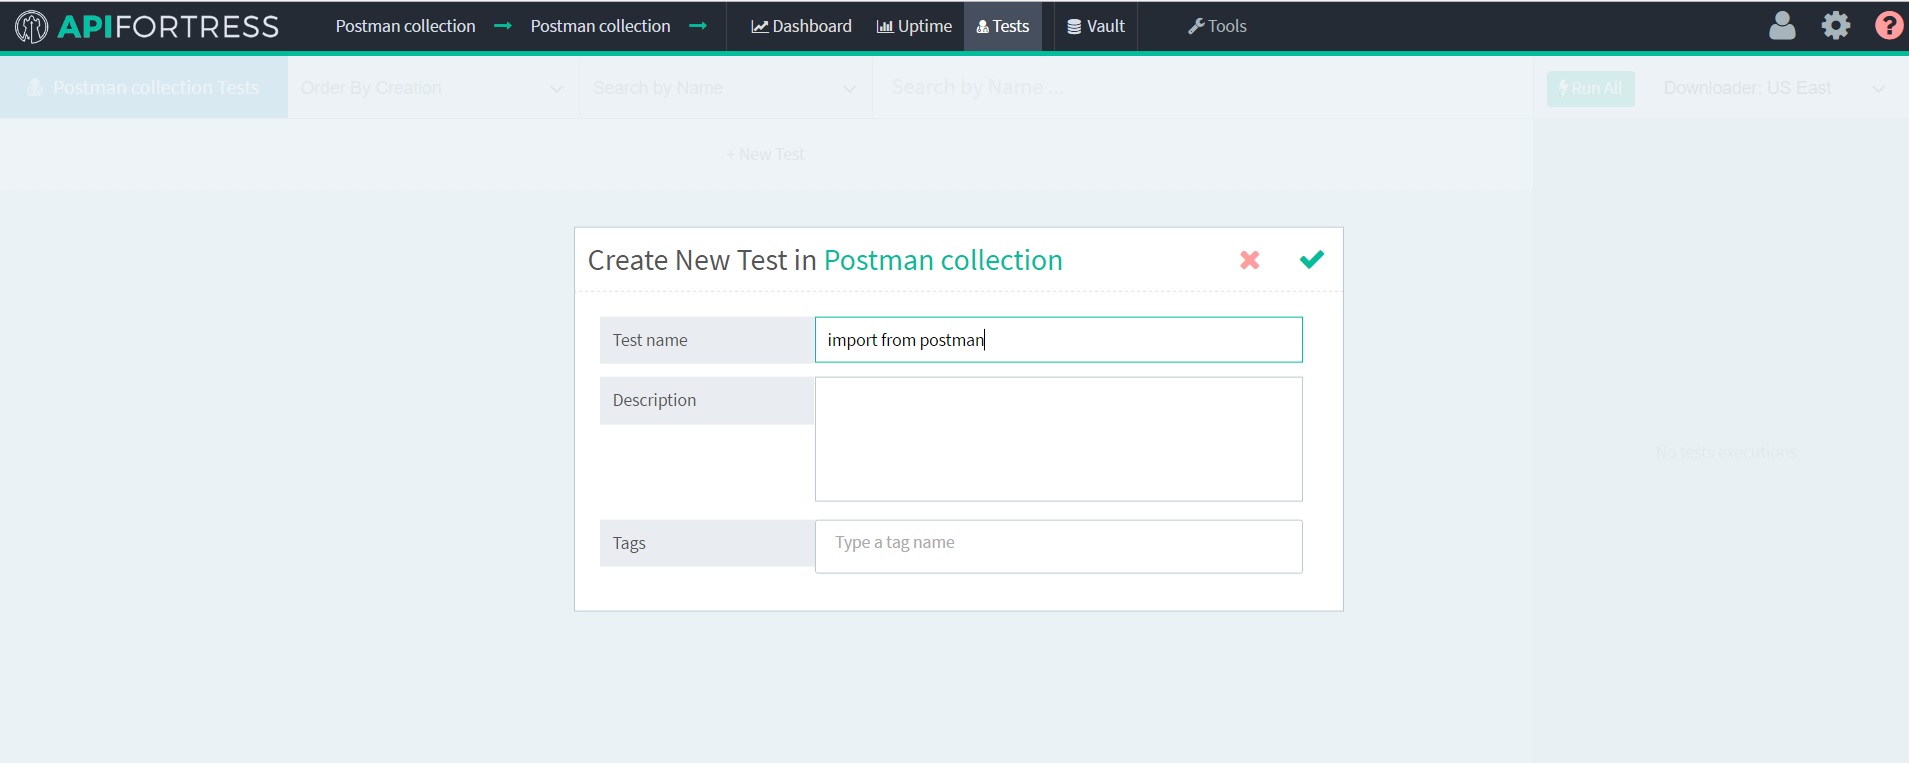 APIFORTRESS Postman collection Postman collection Dashboard Uptime Tests Vault Tools ?
Postman collection Tests Order By Creation Search by Name Search by Name ... Run All Downloader: US East
+ New Test
Create New Test in Postman collection
Test name import from postman
Description
No tests executions
Tags Type a tag name